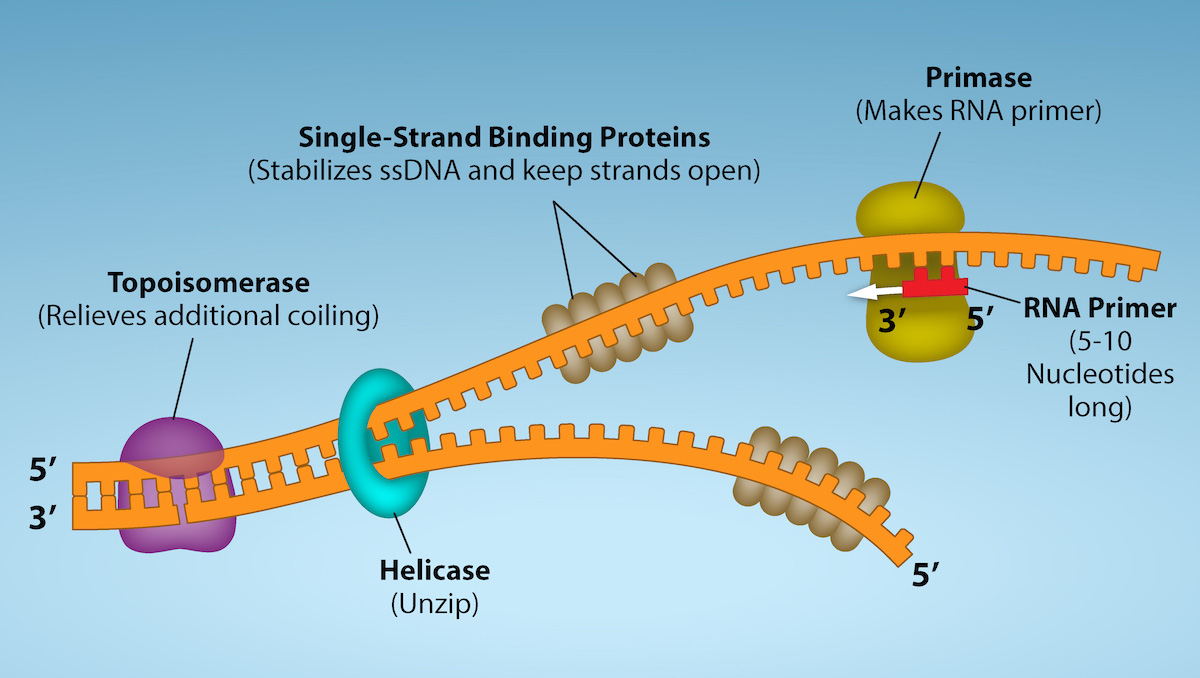 Primase
(Makes RNA primer)
Single-Strand Binding Proteins
(Stabilizes ssDNA and keep strands open)
Topoisomerase
(Relieves additional coiling)
3’
5’
RNA Primer
(5-10
Nucleotides
long)
5’
3’
Helicase
(Unzip)
5’